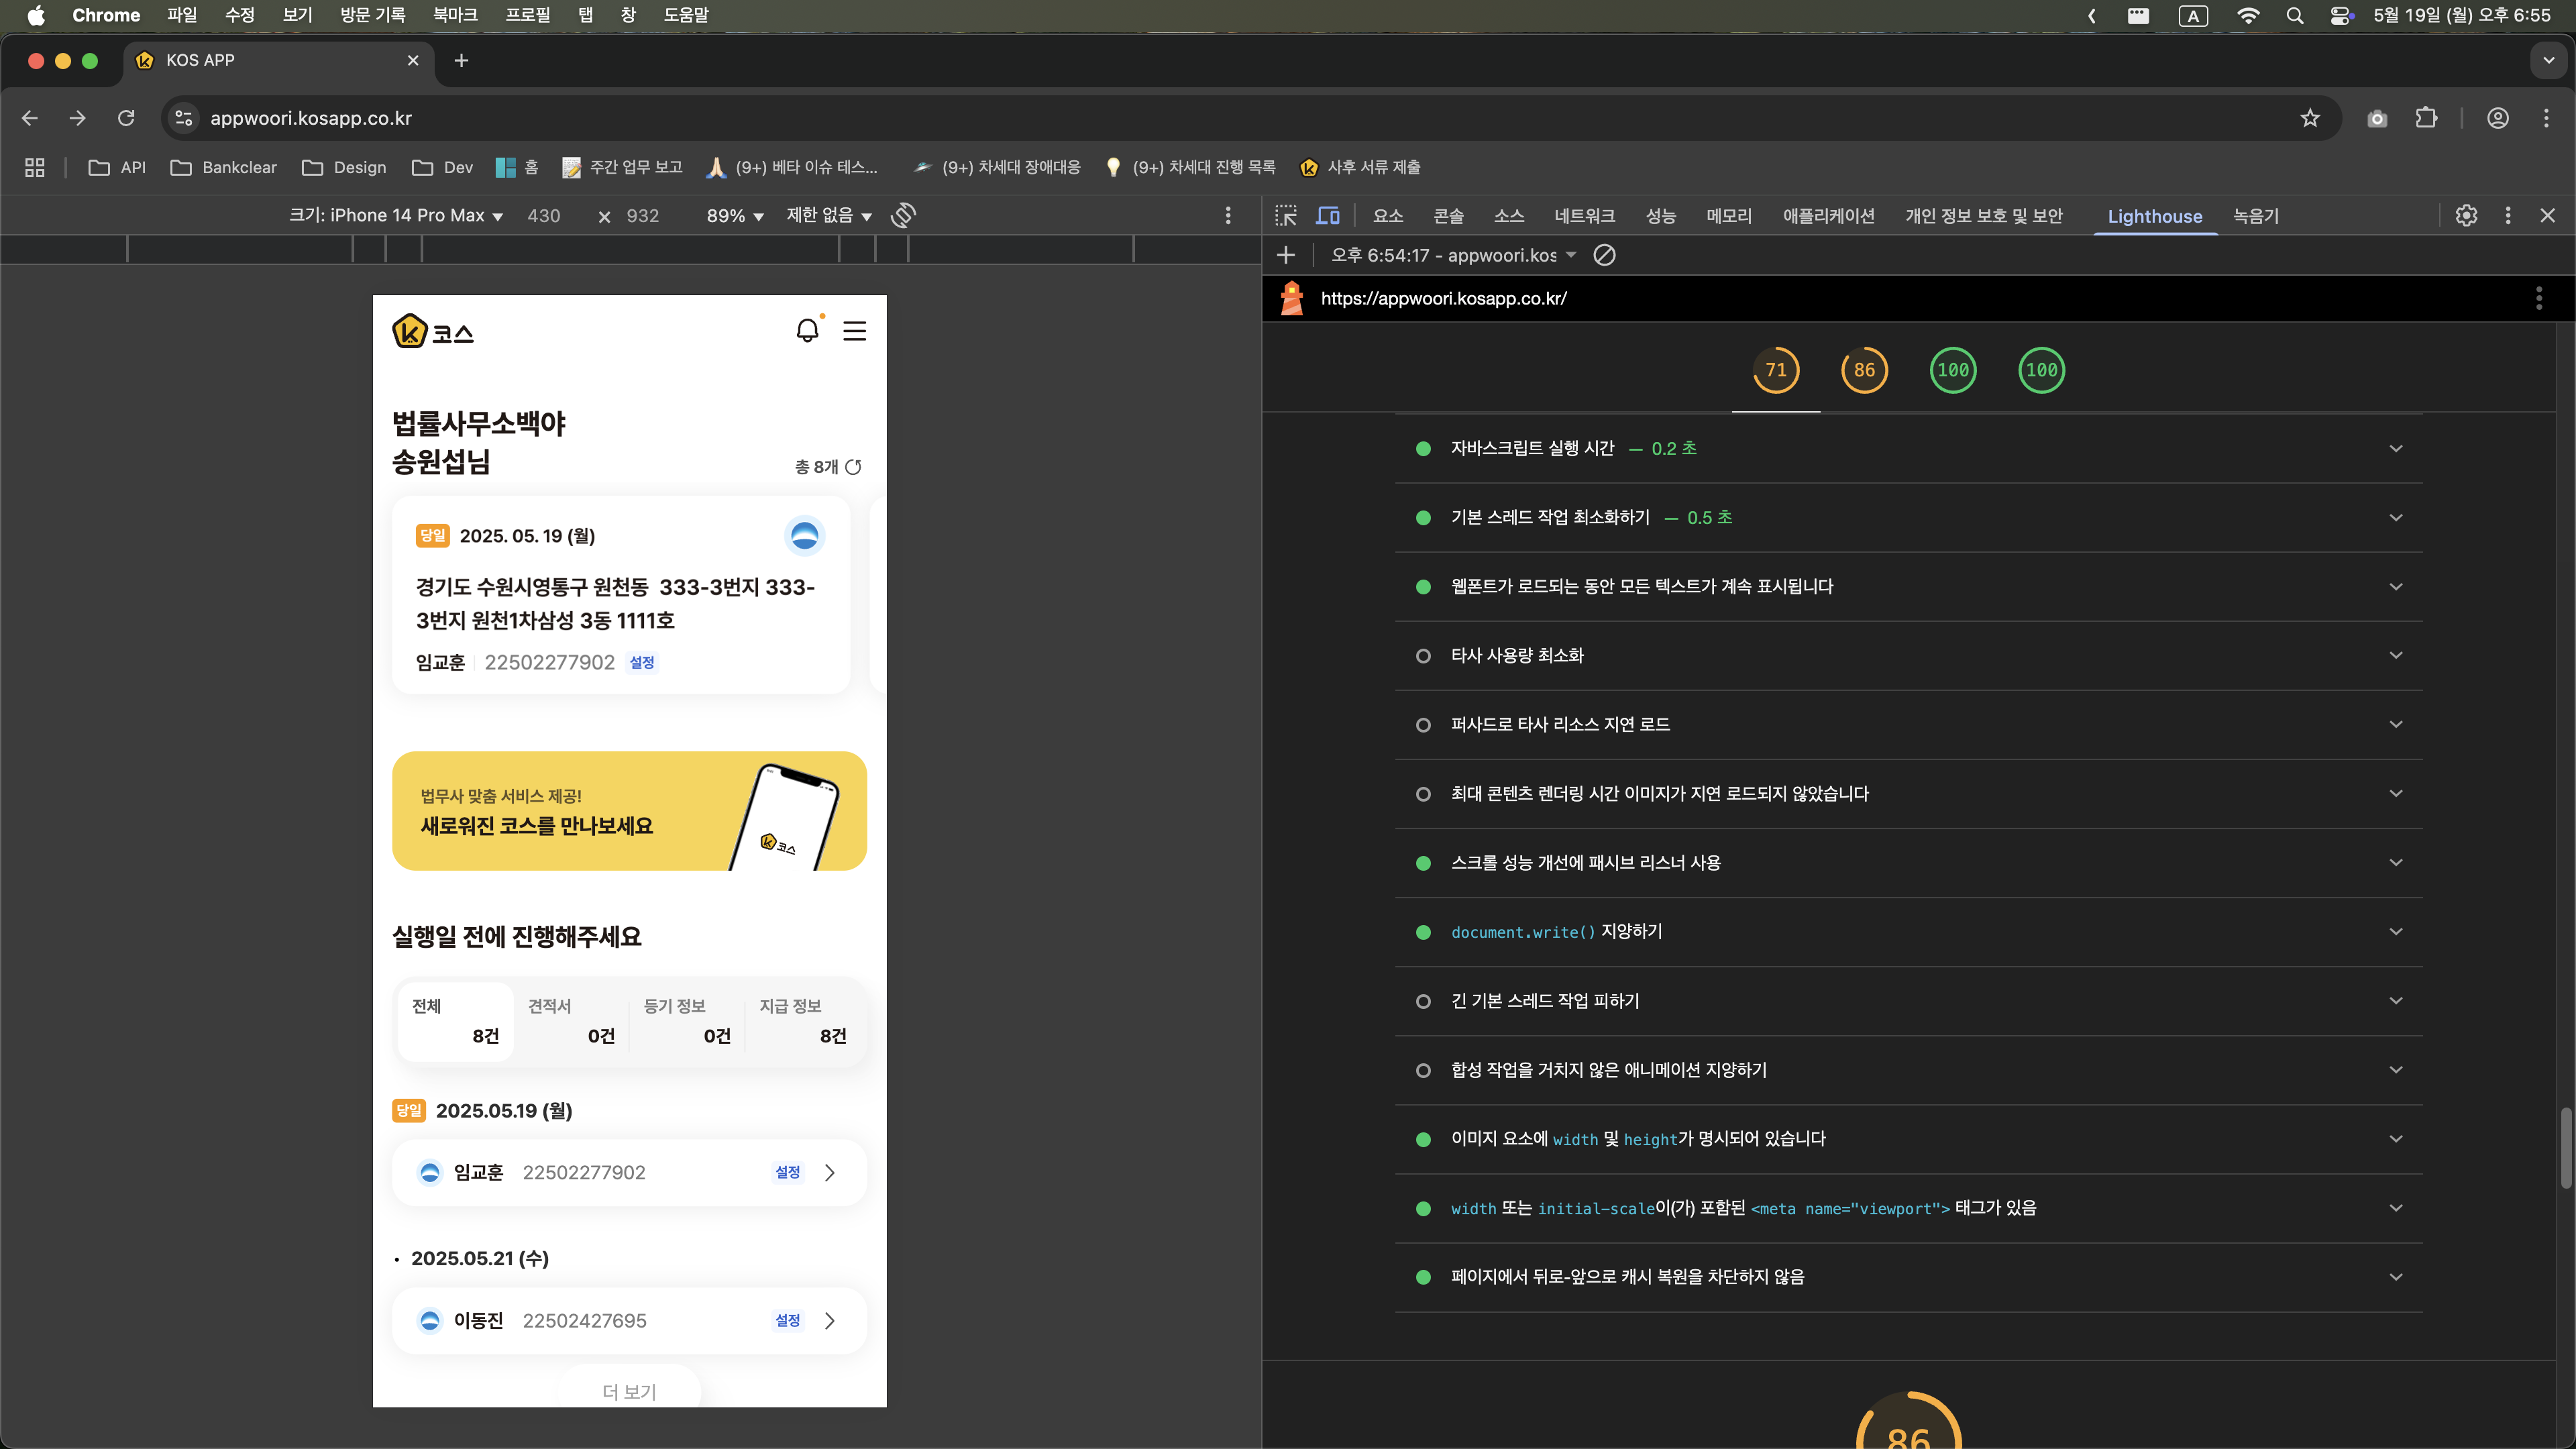 Chrome 파일 수정 보기 방문 기록 북마크 프로필 탭 창 도움말
A 5월 19일 (월) 오후 6:55
KOS APP
appwoori.kosapp.co.kr
API Bankclear Design Dev 홈 주간 업무 보고 (9+) 베타 이슈 테스... (9+) 차세대 장애대응 (9+) 차세대 진행 목록 사후 서류 제출
크기: iPhone 14 Pro Max 430 × 932 89% 제한 없음
코스
법률사무소백야
송원섭님
총 8개
당일 2025. 05. 19 (월)
경기도 수원시영통구 원천동 333-3번지 333-
3번지 원천1차삼성 3동 1111호
임교훈 22502277902 설정
법무사 맞춤 서비스 제공!
새로워진 코스를 만나보세요
코스
실행일 전에 진행해주세요
전체 견적서 등기 정보 지급 정보
8건 0건 0건 8건
당일 2025.05.19 (월)
임교훈 22502277902 설정
• 2025.05.21 (수)
이동진 22502427695 설정
더 보기
요소 콘솔 소스 네트워크 성능 메모리 애플리케이션 개인 정보 보호 및 보안 Lighthouse 녹음기
오후 6:54:17 - appwoori.kos
https://appwoori.kosapp.co.kr/
71 86 100 100
자바스크립트 실행 시간 — 0.2 초
기본 스레드 작업 최소화하기 — 0.5 초
웹폰트가 로드되는 동안 모든 텍스트가 계속 표시됩니다
타사 사용량 최소화
퍼사드로 타사 리소스 지연 로드
최대 콘텐츠 렌더링 시간 이미지가 지연 로드되지 않았습니다
스크롤 성능 개선에 패시브 리스너 사용
document.write() 지양하기
긴 기본 스레드 작업 피하기
합성 작업을 거치지 않은 애니메이션 지양하기
이미지 요소에 width 및 height가 명시되어 있습니다
width 또는 initial-scale이(가) 포함된 <meta name="viewport"> 태그가 있음
페이지에서 뒤로-앞으로 캐시 복원을 차단하지 않음
86